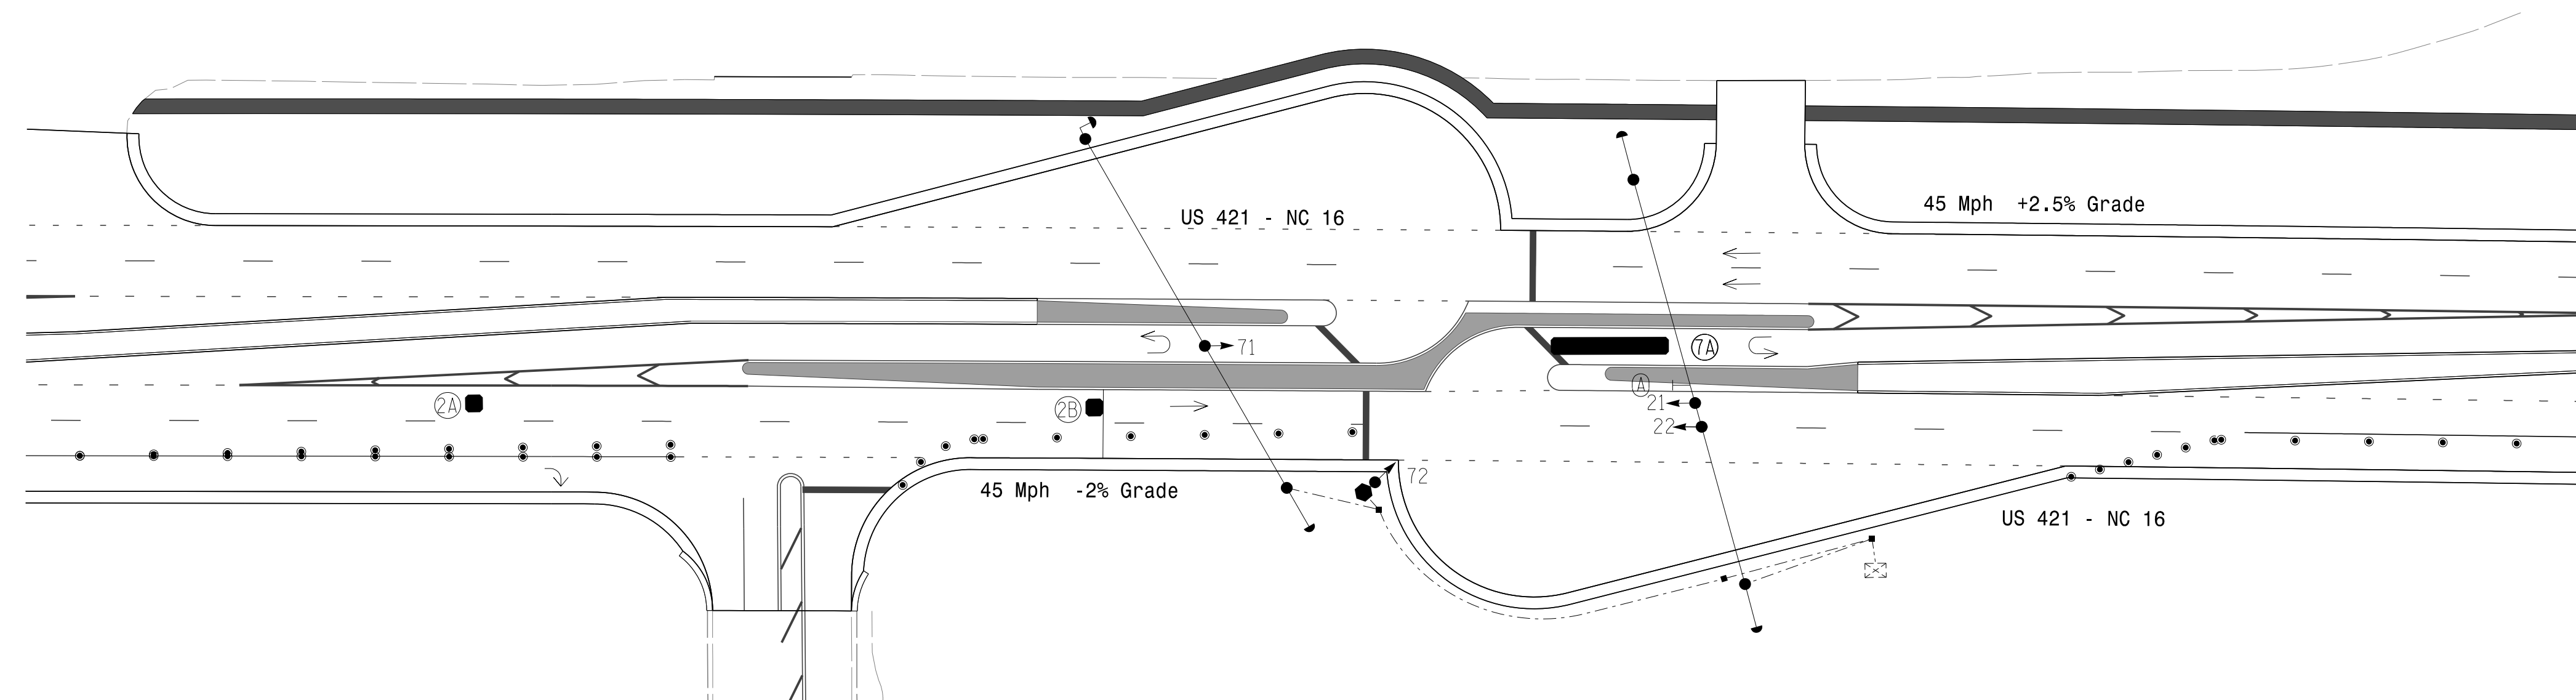 45 Mph +2.5% Grade
US 421 - NC 16
71
7A
A
21
2A
2B
22
72
45 Mph -2% Grade
US 421 - NC 16